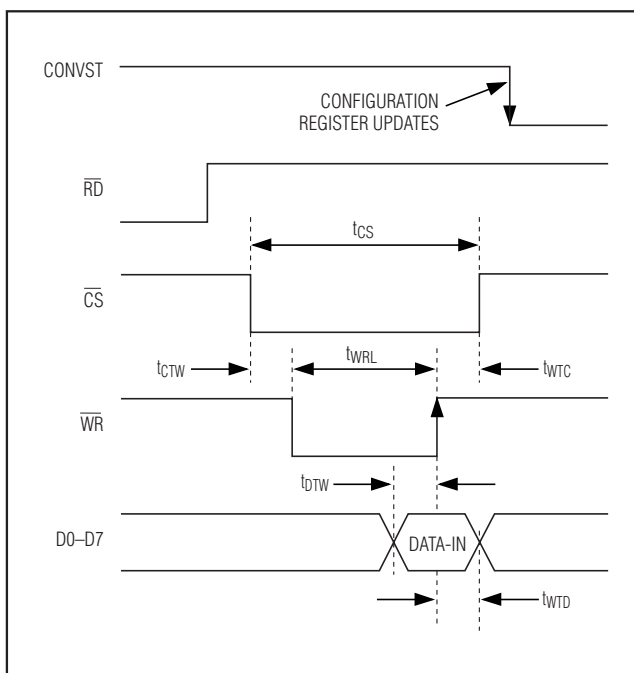 CONVST
CONFIGURATION
REGISTER UPDATES
RD
tCS
CS
tCTW
tWRL
tWTC
WR
tDTW
D0–D7
DATA-IN
tWTD